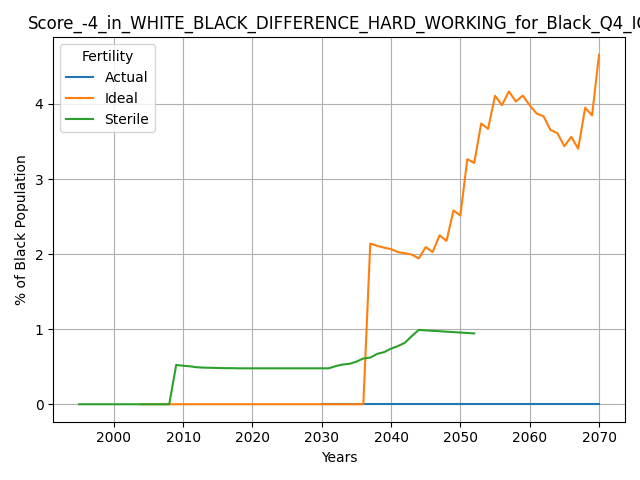 Score_-4_in_WHITE_BLACK_DIFFERENCE_HARD_WORKING_for_Black_Q4_IQ
Fertility
Actual
Ideal
Sterile
% of Black Population
4
3
2
1
0
2000 2010 2020 2030 2040 2050 2060 2070
Years